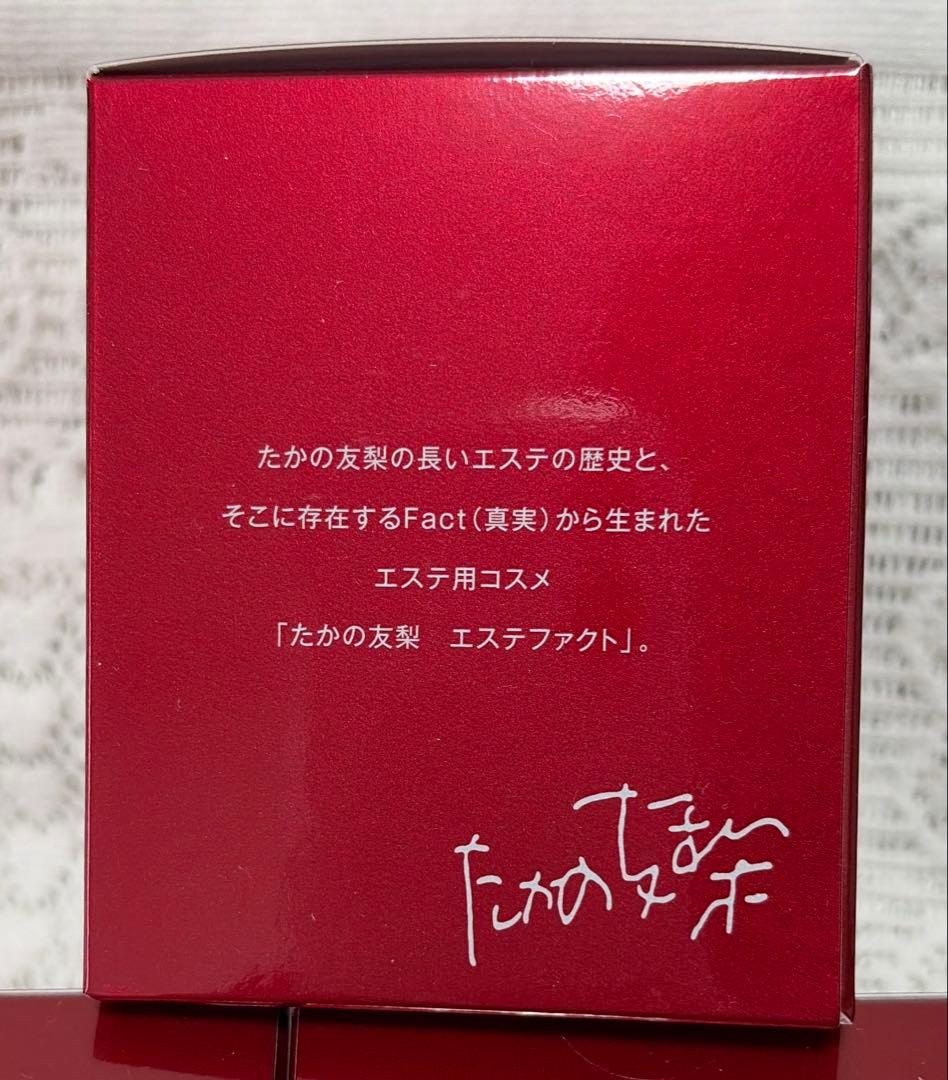 たかの友梨の長いエステの歴史と、
そこに存在するFact(真実)から生まれた
エステ用コスメ
「たかの友梨　エステファクト」。
たかの友梨